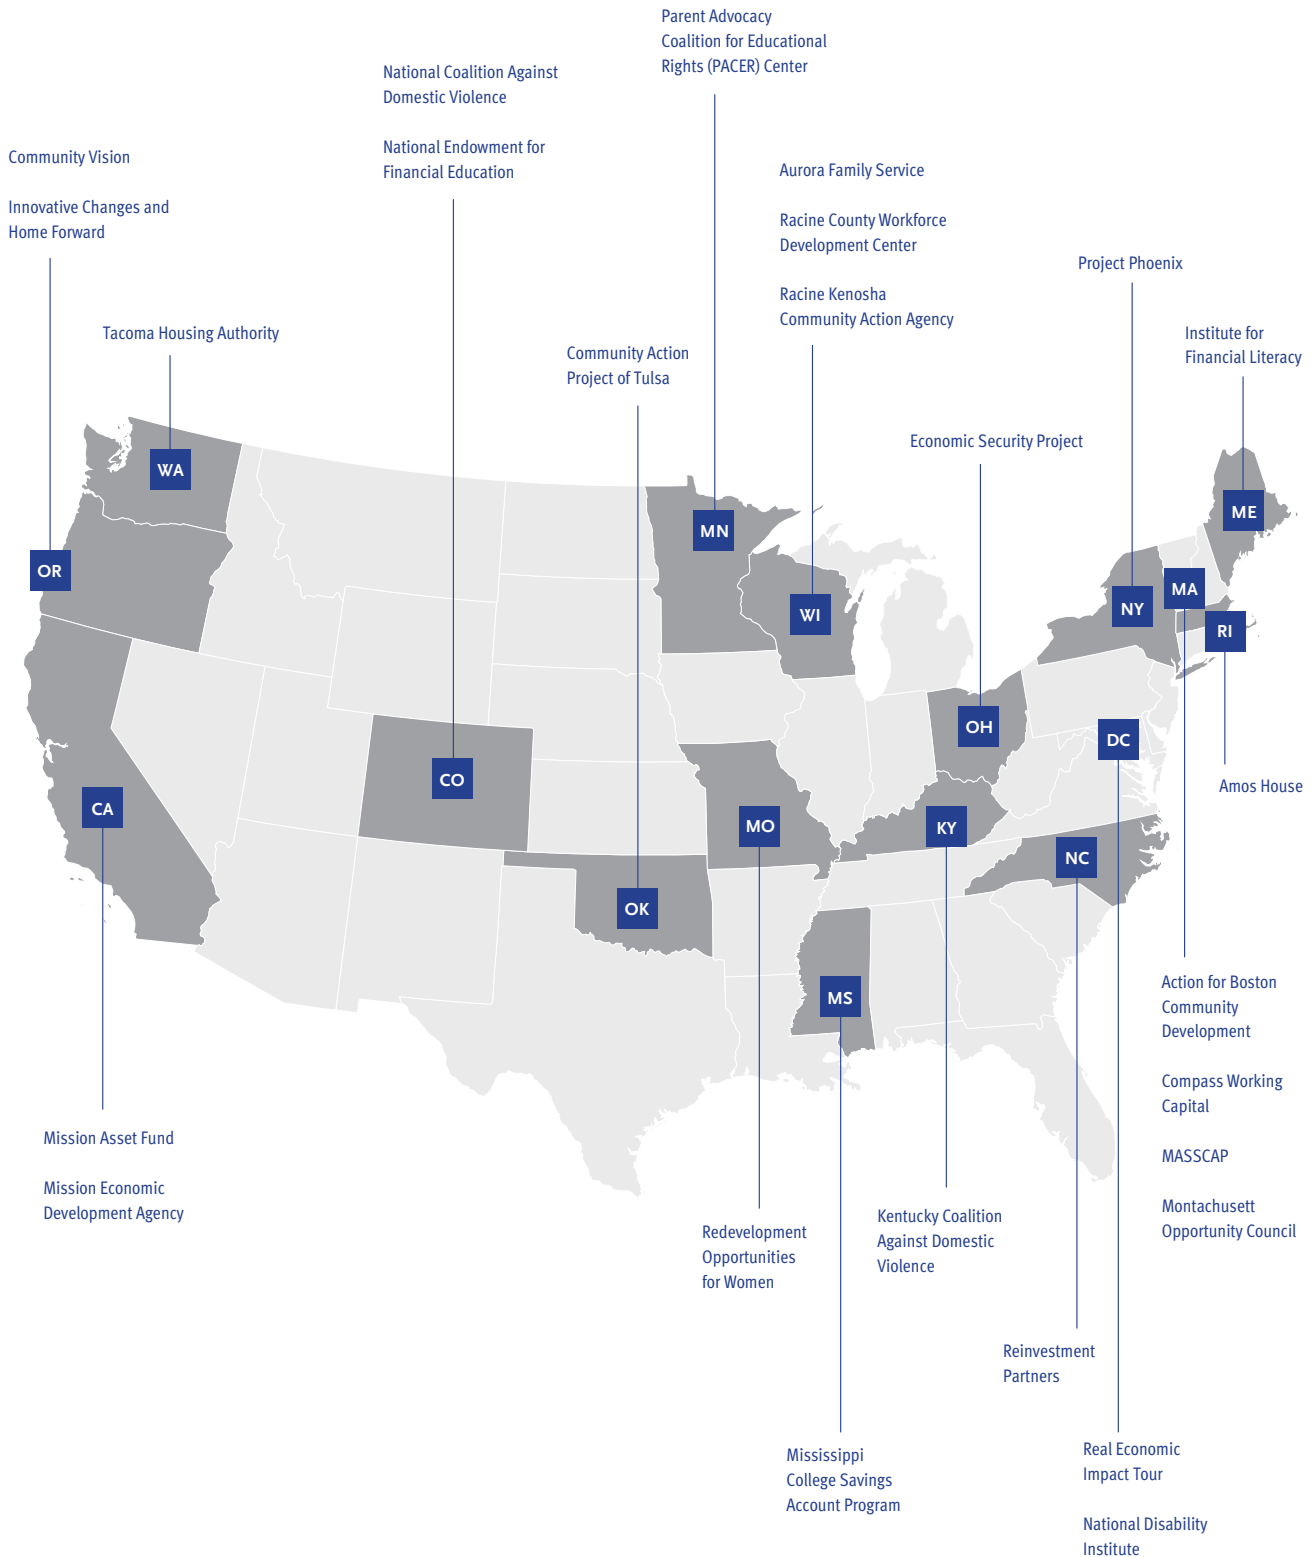 Parent Advocacy
Coalition for Educational
Rights (PACER) Center
National Coalition Against
Domestic Violence
National Endowment for
Financial Education
Community Vision
Innovative Changes and
Home Forward
Aurora Family Service
Racine County Workforce
Development Center
Racine Kenosha
Community Action Agency
Project Phoenix
Tacoma Housing Authority
Institute for
Financial Literacy
Community Action
Project of Tulsa
Economic Security Project
WA
ME
MN
OR
MA
NY
WI
RI
OH
DC
CO
Amos House
CA
MO
KY
NC
OK
MS
Action for Boston
Community
Development
Compass Working
Capital
MASSCAP
Montachusett
Opportunity Council
Mission Asset Fund
Mission Economic
Development Agency
Redevelopment
Opportunities
for Women
Kentucky Coalition
Against Domestic
Violence
Reinvestment
Partners
Mississippi
College Savings
Account Program
Real Economic
Impact Tour
National Disability
Institute